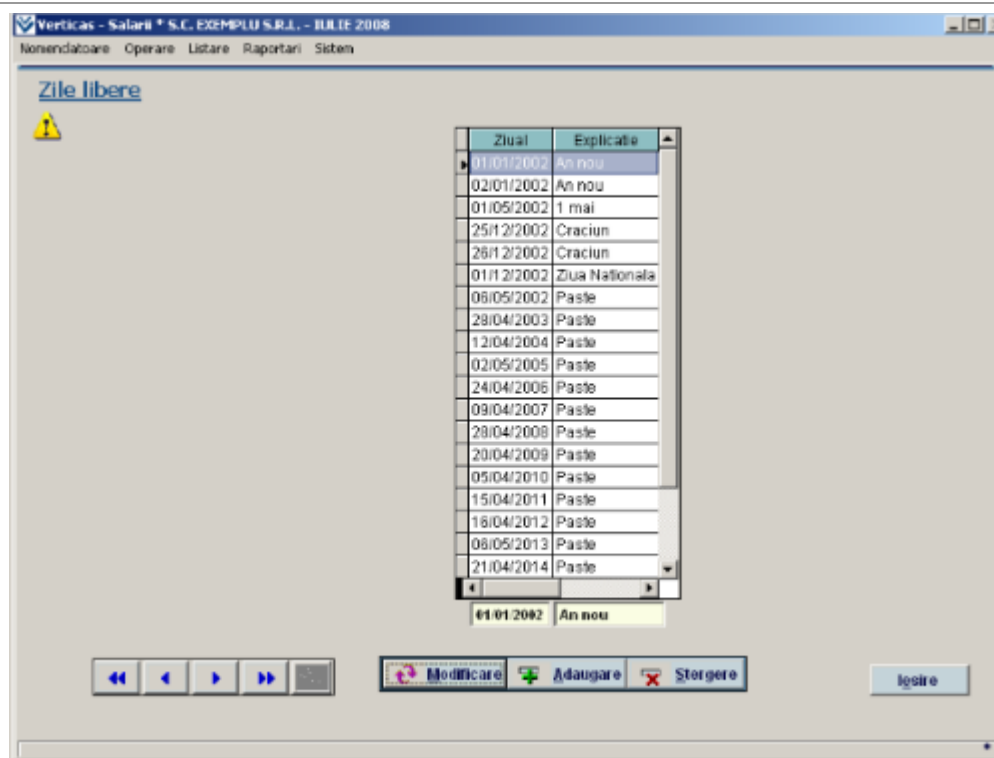 Verticas - Salarii * S.C. EXEMPLU S.R.L. - IULIE 2008
Nomenclatoare Operare Listare Raportari Sistem
Zile libere
Ziual Explicatie
01/01/2002 An nou
02/01/2002 An nou
01/05/2002 1 mai
25/12/2002 Craciun
26/12/2002 Craciun
01/12/2002 Ziua Nationala
06/05/2002 Paste
28/04/2003 Paste
12/04/2004 Paste
02/05/2005 Paste
24/04/2006 Paste
09/04/2007 Paste
28/04/2008 Paste
20/04/2009 Paste
05/04/2010 Paste
15/04/2011 Paste
16/04/2012 Paste
06/05/2013 Paste
21/04/2014 Paste
01/01/2002 An nou
Modificare Adaugare Stergere
Iesire